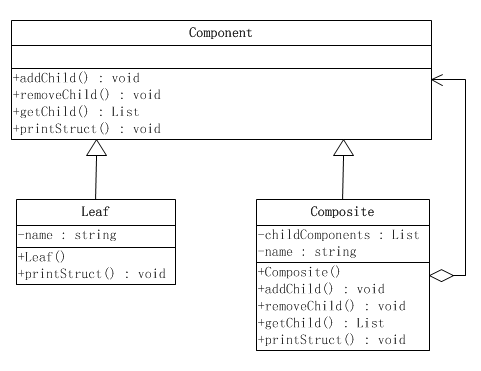 Component
+addChild() : void
+removeChild() : void
+getChild() : List
+printStruct() : void
Leaf
-name : string
+Leaf()
+printStruct() : void
Composite
-childComponents : List
-name : string
+Composite()
+addChild() : void
+removeChild() : void
+getChild() : List
+printStruct() : void